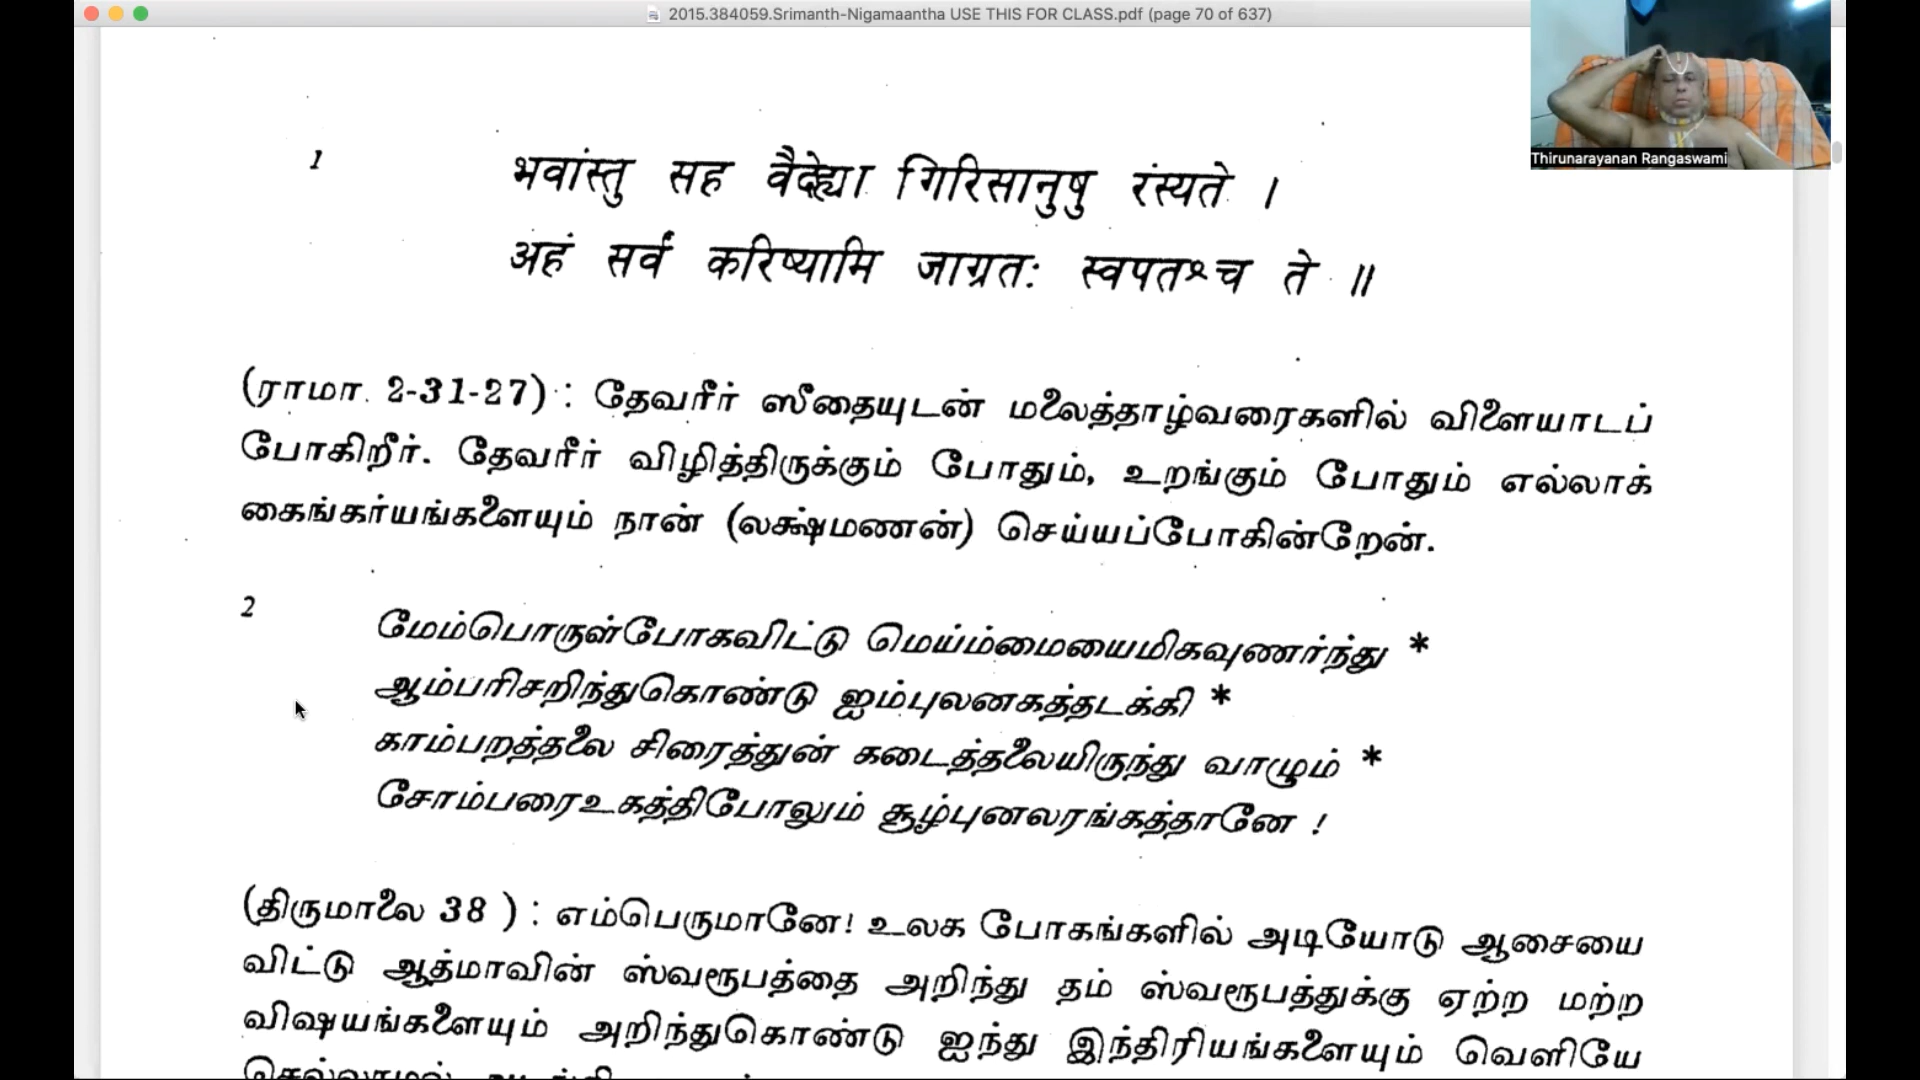 2015.384059.Srimanth-Nigamaantha USE THIS FOR CLASS.pdf (page 70 of 637)
Thirunarayanan Rangaswami
1
भवांस्तु सह वैदेह्या गिरिसानुषु रंस्यते ।
अहं सर्वं करिष्यामि जाग्रतः स्वपतश्च ते ॥
(ராமா. 2-31-27) : தேவரீர் ஸீதையுடன் மலைத்தாழ்வரைகளில் விளையாடப்
போகிறீர். தேவரீர் விழித்திருக்கும் போதும், உறங்கும் போதும் எல்லாக்
கைங்கர்யங்களையும் நான் (லக்ஷ்மணன்) செய்யப்போகின்றேன்.
2
மேம்பொருள்போகவிட்டு மெய்ம்மையைமிகவுணர்ந்து *
ஆம்பரிசறிந்துகொண்டு ஐம்புலனகத்தடக்கி *
காம்பறத்தலை சிரைத்துன் கடைத்தலையிருந்து வாழும் *
சோம்பரைஉகத்திபோலும் சூழ்புனலரங்கத்தானே !
(திருமாலை 38 ) : எம்பெருமானே! உலக போகங்களில் அடியோடு ஆசையை
விட்டு ஆத்மாவின் ஸ்வரூபத்தை அறிந்து தம் ஸ்வரூபத்துக்கு ஏற்ற மற்ற
விஷயங்களையும் அறிந்துகொண்டு ஐந்து இந்திரியங்களையும் வெளியே